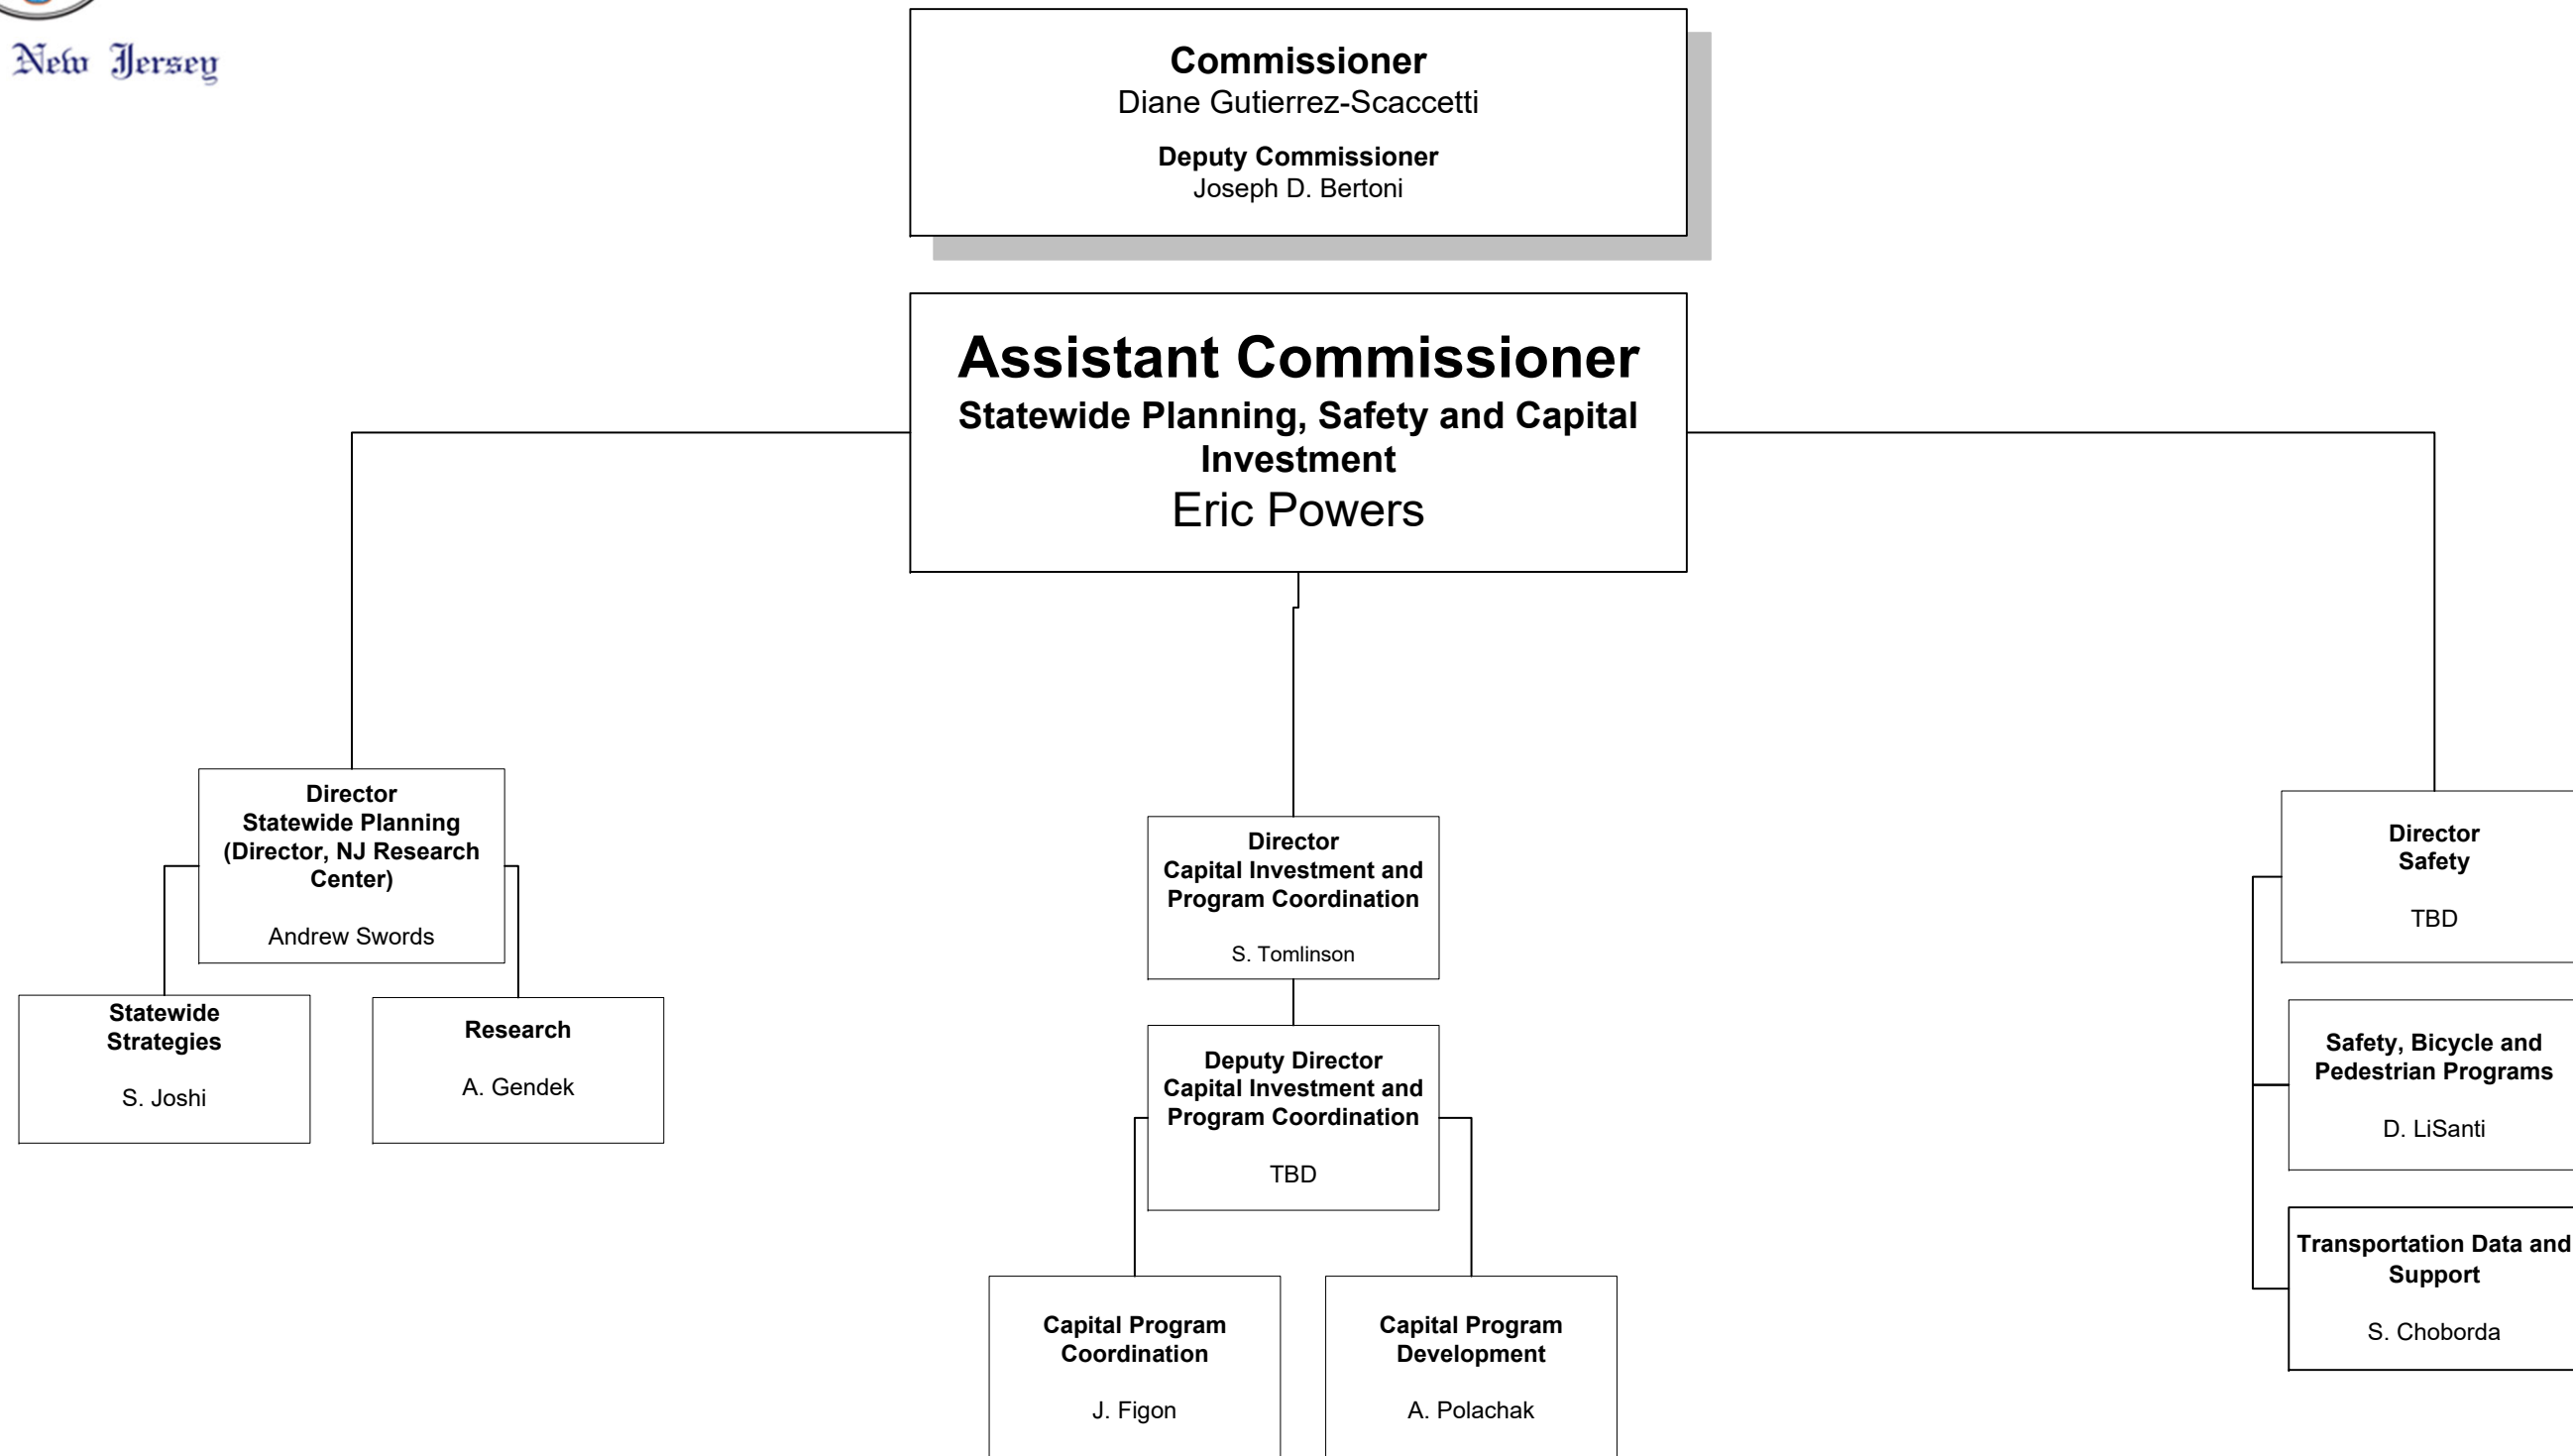 New Jersey
Commissioner
Diane Gutierrez-Scaccetti
Deputy Commissioner
Joseph D. Bertoni
Assistant Commissioner
Statewide Planning, Safety and Capital
Investment
Eric Powers
Director
Statewide Planning
(Director, NJ Research
Center)
Andrew Swords
Statewide
Strategies
S. Joshi
Research
A. Gendek
Director
Capital Investment and
Program Coordination
S. Tomlinson
Deputy Director
Capital Investment and
Program Coordination
TBD
Capital Program
Coordination
J. Figon
Capital Program
Development
A. Polachak
Director
Safety
TBD
Safety, Bicycle and
Pedestrian Programs
D. LiSanti
Transportation Data and
Support
S. Choborda